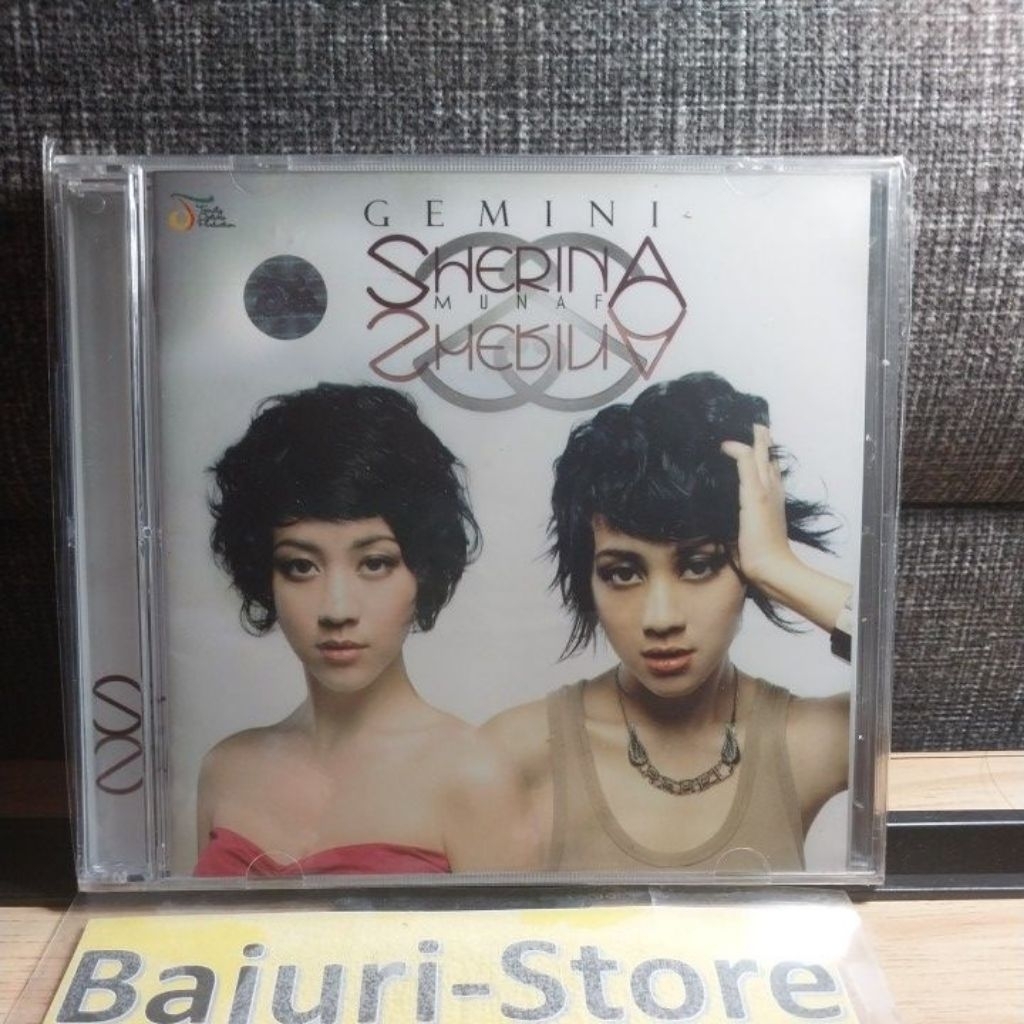 GEMINI
SHERINA
MUNAF
SHERINA
Bajuri-Store